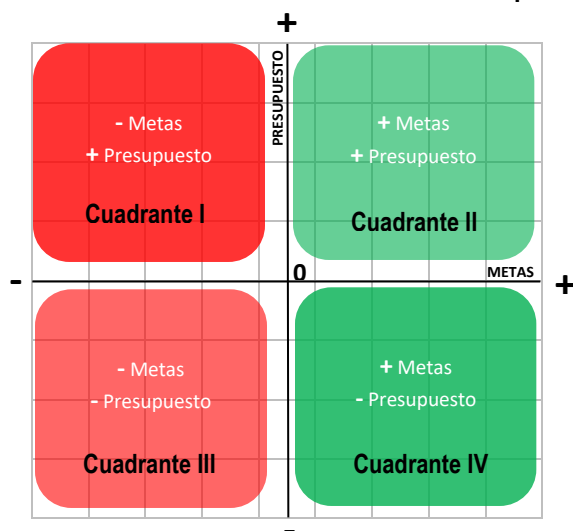 +
PRESUPUESTO
- Metas
+ Presupuesto
Cuadrante I
+ Metas
+ Presupuesto
Cuadrante II
-
0
METAS
+
- Metas
- Presupuesto
Cuadrante III
+ Metas
- Presupuesto
Cuadrante IV
-